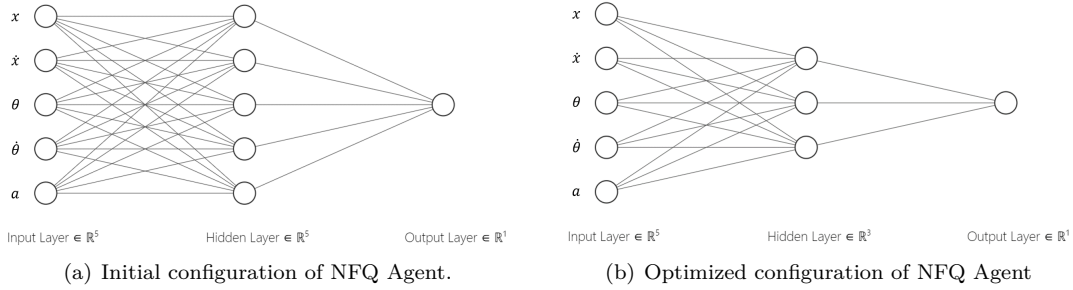 x
ẋ
θ
θ̇
a
Input Layer ∈ ℝ⁵
Hidden Layer ∈ ℝ⁵
Output Layer ∈ ℝ¹
(a) Initial configuration of NFQ Agent.
x
ẋ
θ
θ̇
a
Input Layer ∈ ℝ⁵
Hidden Layer ∈ ℝ³
Output Layer ∈ ℝ¹
(b) Optimized configuration of NFQ Agent